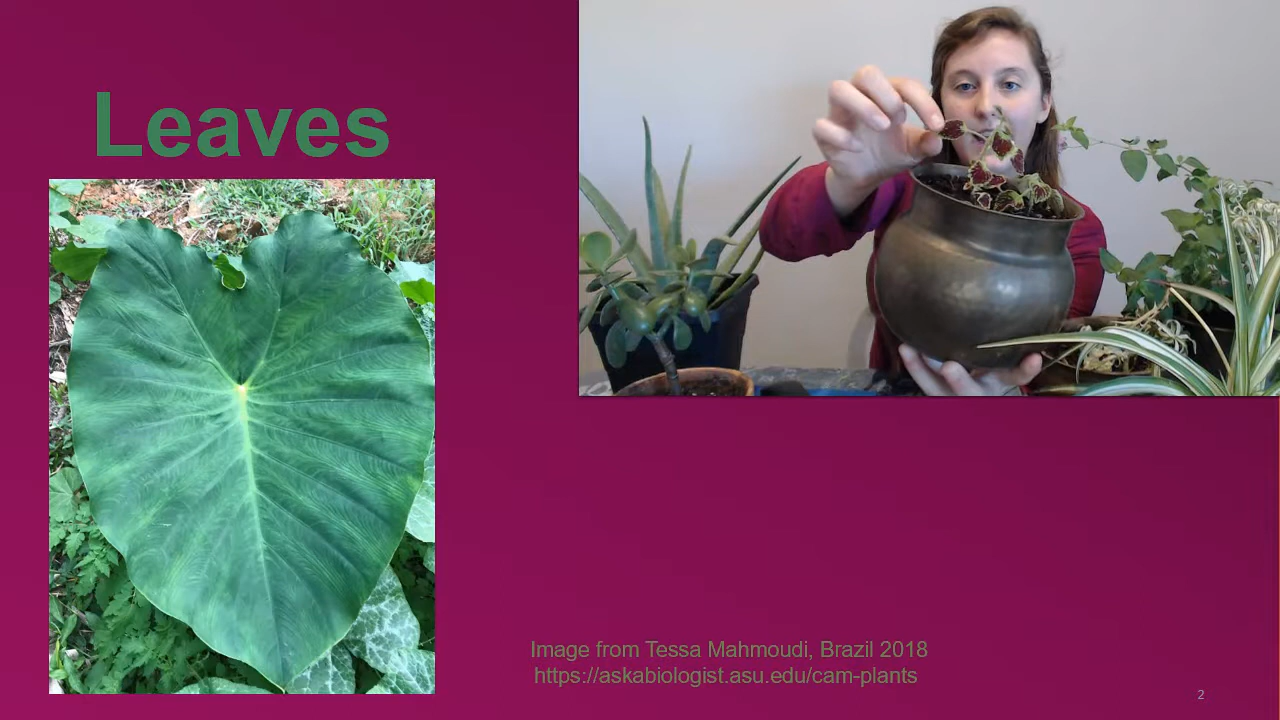 Leaves
Image from Tessa Mahmoudi, Brazil 2018
https://askabiologist.asu.edu/cam-plants
2